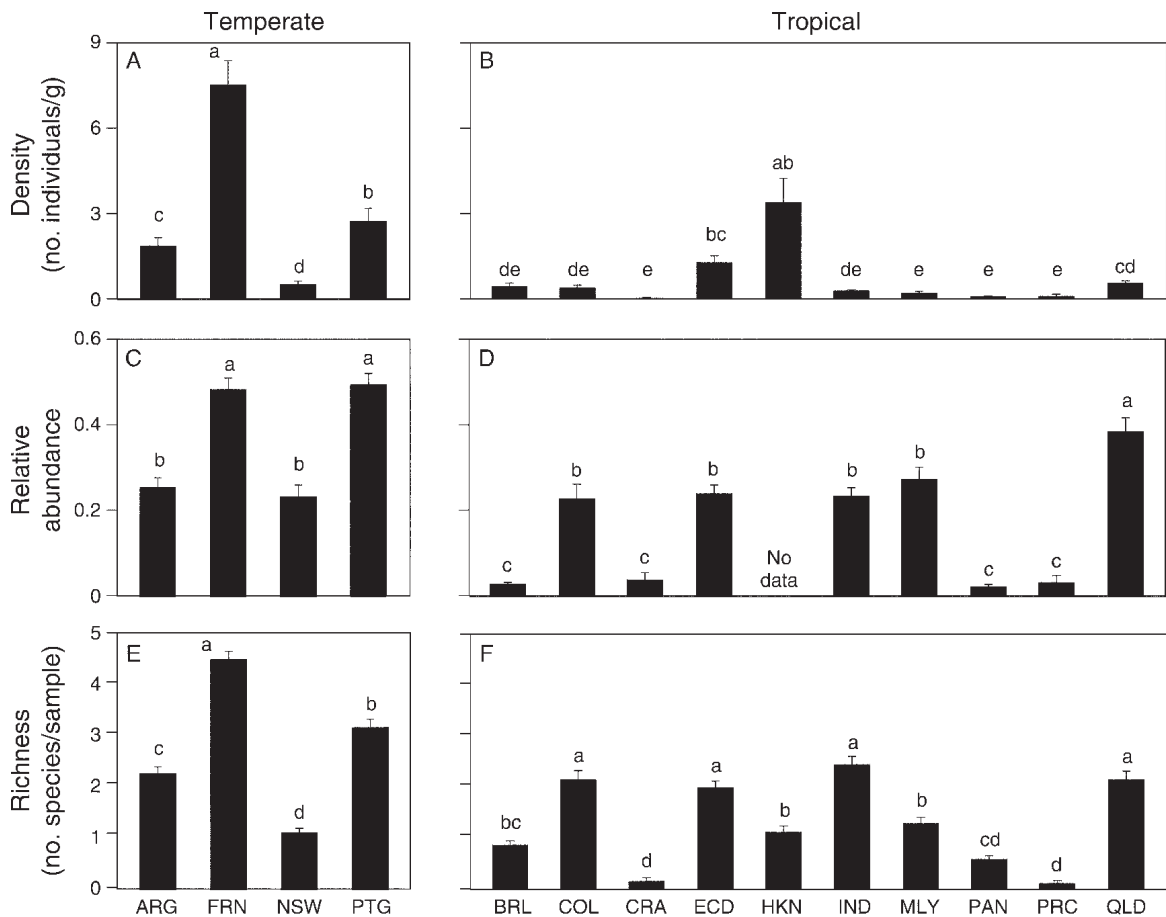 Temperate
Tropical
Density
(no. individuals/g)
9
6
3
0
A
c
a
d
b
B
de
de
e
bc
ab
de
e
e
e
cd
Relative
abundance
0.6
0.4
0.2
0
C
b
a
b
a
D
c
b
c
b
No
data
b
b
c
c
a
Richness
(no. species/sample)
5
4
3
2
1
0
E
c
a
d
b
F
bc
a
d
a
b
a
b
cd
d
a
ARG FRN NSW PTG
BRL COL CRA ECD HKN IND MLY PAN PRC QLD